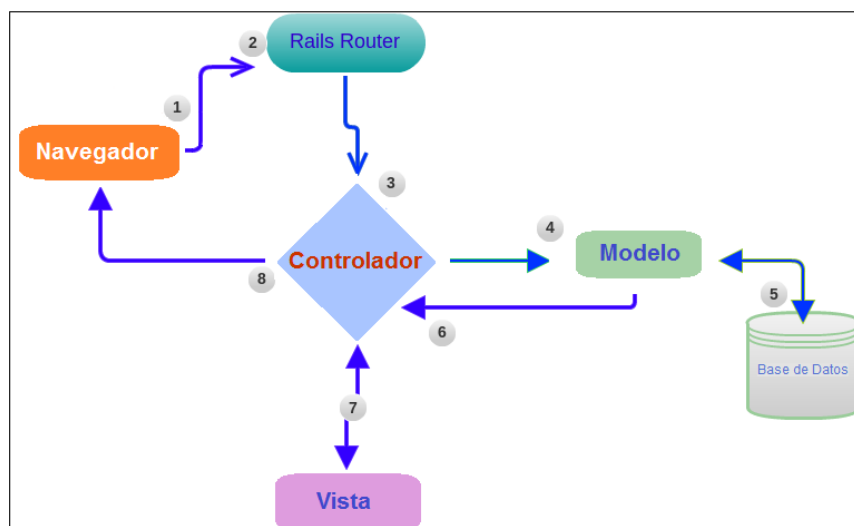 2
Rails Router
1
Navegador
3
4
Modelo
Controlador
8
5
6
Base de Datos
7
Vista